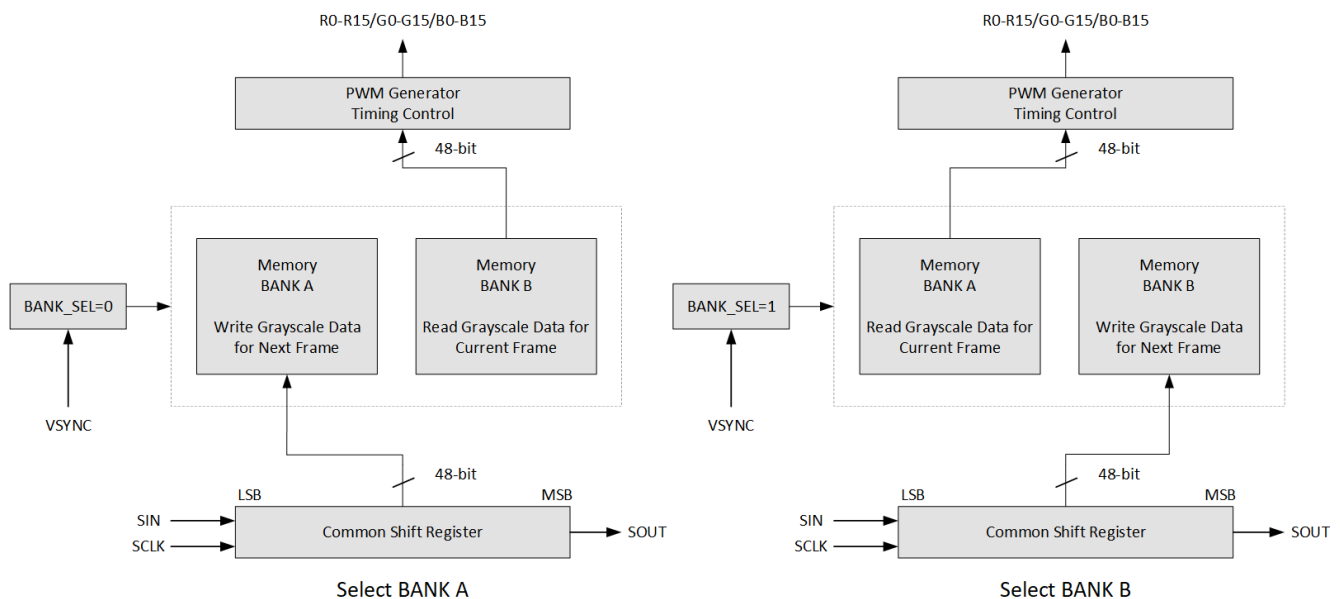 R0-R15/G0-G15/B0-B15
PWM Generator
Timing Control
48-bit
Memory
BANK A
Write Grayscale Data
for Next Frame
Memory
BANK B
Read Grayscale Data for
Current Frame
BANK_SEL=0
VSYNC
48-bit
LSB
MSB
SIN
SCLK
Common Shift Register
SOUT
Select BANK A
R0-R15/G0-G15/B0-B15
PWM Generator
Timing Control
48-bit
Memory
BANK A
Read Grayscale Data for
Current Frame
Memory
BANK B
Write Grayscale Data
for Next Frame
BANK_SEL=1
VSYNC
48-bit
LSB
MSB
SIN
SCLK
Common Shift Register
SOUT
Select BANK B